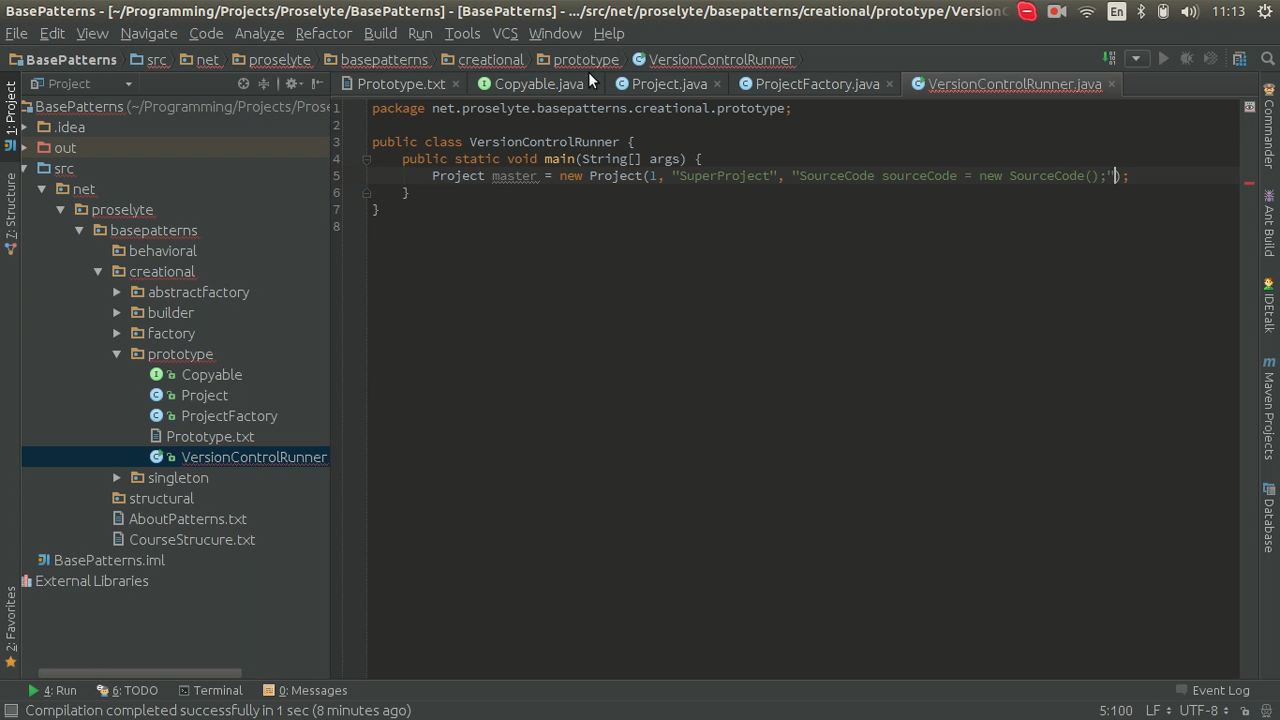 BasePatterns - [~/Programming/Projects/Proselyte/BasePatterns] - [BasePatterns] - .../src/net/proselyte/basepatterns/creational/prototype/VersionC
En
11:13
File Edit View Navigate Code Analyze Refactor Build Run Tools VCS Window Help
BasePatterns src net proselyte basepatterns creational prototype VersionControlRunner
1: Project
7: Structure
2: Favorites
Project
BasePatterns (~/Programming/Projects/Prose
.idea
out
src
net
proselyte
basepatterns
behavioral
creational
abstractfactory
builder
factory
prototype
Copyable
Project
ProjectFactory
Prototype.txt
VersionControlRunner
singleton
structural
AboutPatterns.txt
CourseStrucure.txt
BasePatterns.iml
External Libraries
Prototype.txt Copyable.java Project.java ProjectFactory.java VersionControlRunner.java
1 package net.proselyte.basepatterns.creational.prototype;
2
3 public class VersionControlRunner {
4 public static void main(String[] args) {
5 Project master = new Project(1, "SuperProject", "SourceCode sourceCode = new SourceCode();");
6 }
7 }
8
Commander
Ant Build
IDEtalk
Maven Projects
Database
4: Run 6: TODO Terminal 0: Messages Event Log
Compilation completed successfully in 1 sec (8 minutes ago) 5:100 LF UTF-8